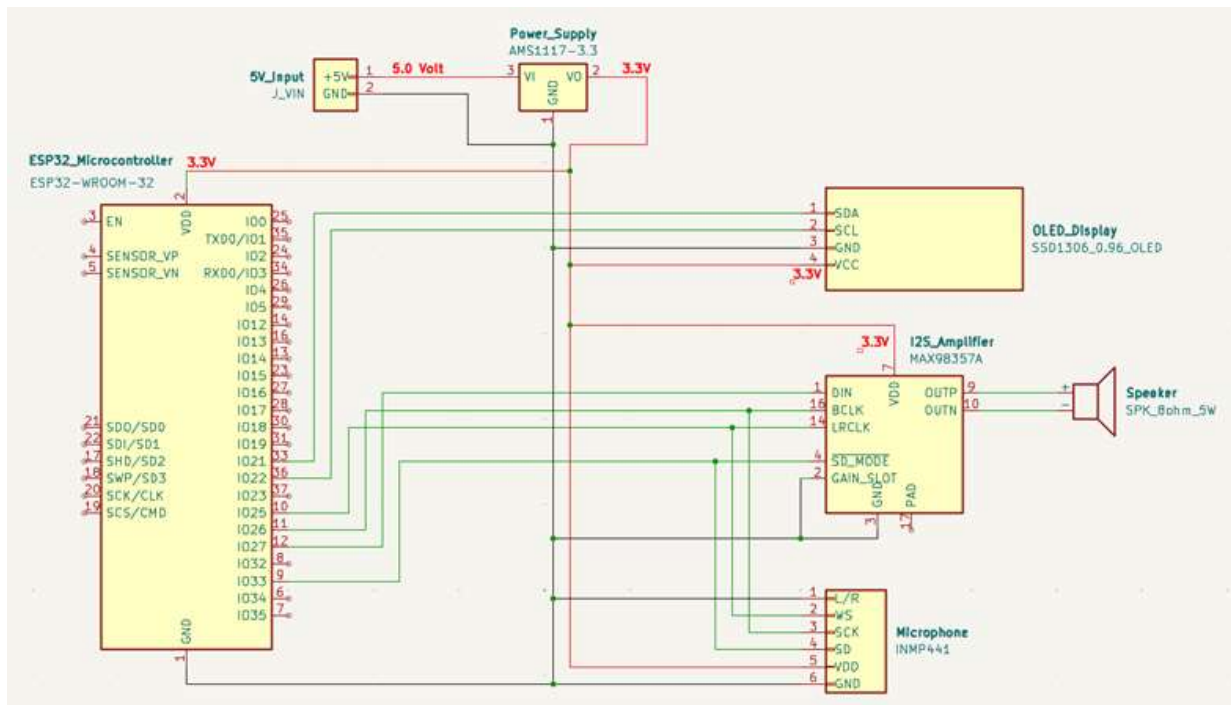 Power_Supply
AMS1117-3.3
5V_Input
J_VIN
+5V 1
GND 2
5.0 Volt
3 VI VO 2
GND
1
3.3V
ESP32_Microcontroller
ESP32-WROOM-32
3.3V
2
VDD
3 EN
4 SENSOR_VP
5 SENSOR_VN
21 SDO/SD0
22 SDI/SD1
17 SHD/SD2
18 SWP/SD3
20 SCK/CLK
19 SCS/CMD
IO0 25
TXD0/IO1 35
IO2 24
RXD0/IO3 34
IO4 26
IO5 29
IO12 14
IO13 16
IO14 13
IO15 23
IO16 27
IO17 28
IO18 30
IO19 31
IO21 33
IO22 36
IO23 37
IO25 10
IO26 11
IO27 12
IO32 8
IO33 9
IO34 6
IO35 7
GND
1
1 SDA
2 SCL
3 GND
4 VCC
3.3V
OLED_Display
SSD1306_0.96_OLED
3.3V
I2S_Amplifier
MAX98357A
7
VDD
1 DIN
16 BCLK
14 LRCLK
4 SD_MODE
2 GAIN_SLOT
OUTP 9
OUTN 10
GND PAD
3 17
+
-
Speaker
SPK_8ohm_5W
1 L/R
2 WS
3 SCK
4 SD
5 VDD
6 GND
Microphone
INMP441